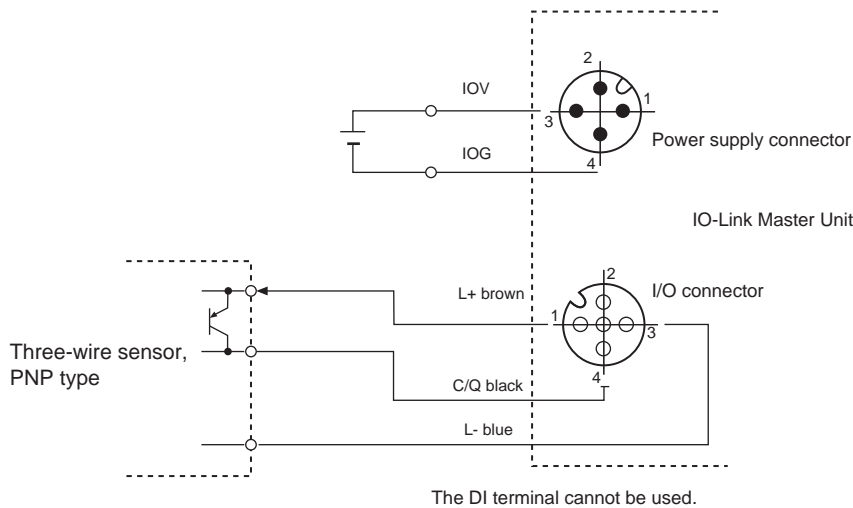 2
IOV
1
3
Power supply connector
IOG
4
IO-Link Master Unit
2
L+ brown
I/O connector
1
3
Three-wire sensor,
PNP type
4
C/Q black
L- blue
The DI terminal cannot be used.